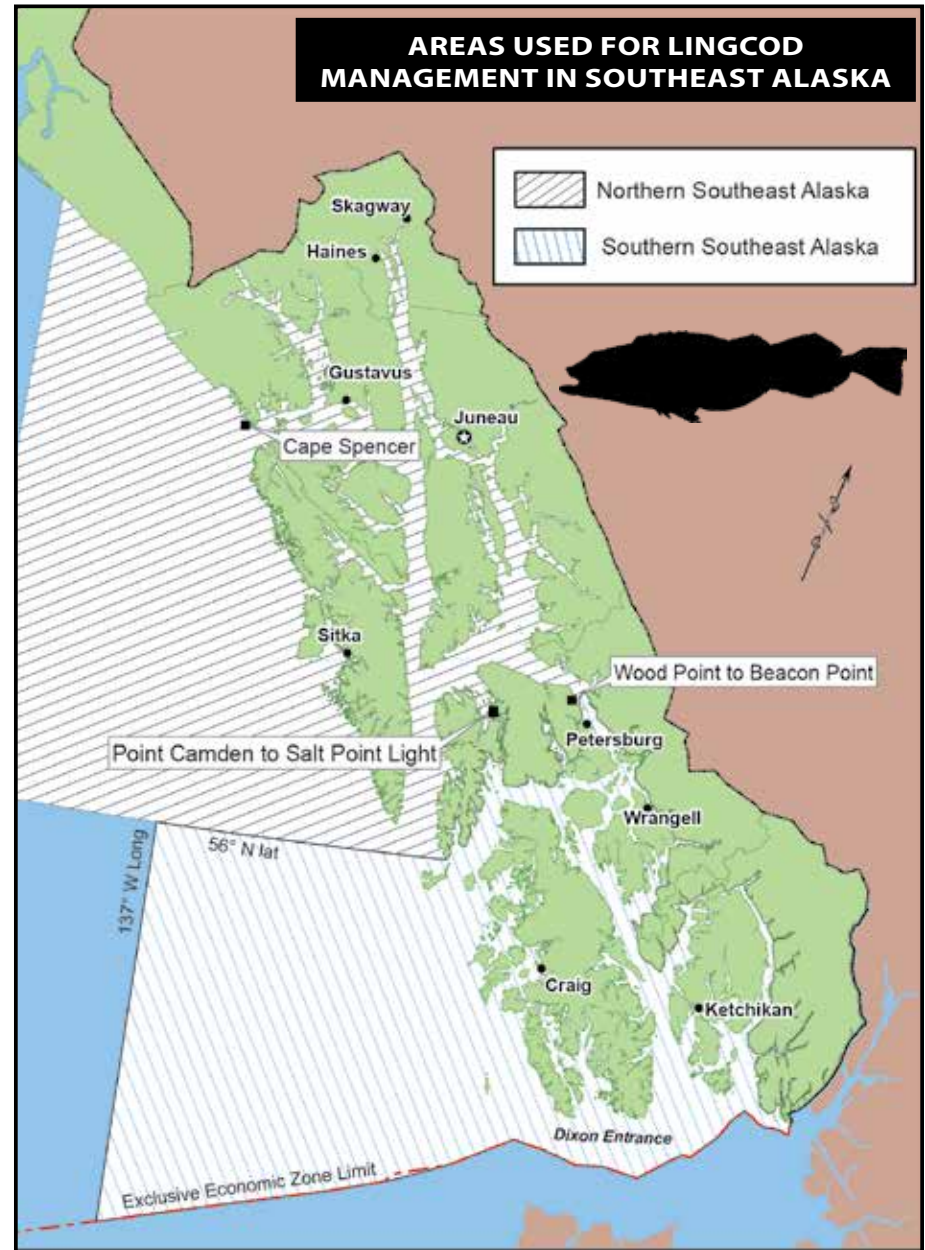 AREAS USED FOR LINGCOD
MANAGEMENT IN SOUTHEAST ALASKA
Northern Southeast Alaska
Southern Southeast Alaska
Skagway
Haines
Gustavus
Juneau
Cape Spencer
Sitka
Wood Point to Beacon Point
Point Camden to Salt Point Light
Petersburg
Wrangell
56° N lat
137° W Long
Craig
Ketchikan
Dixon Entrance
Exclusive Economic Zone Limit